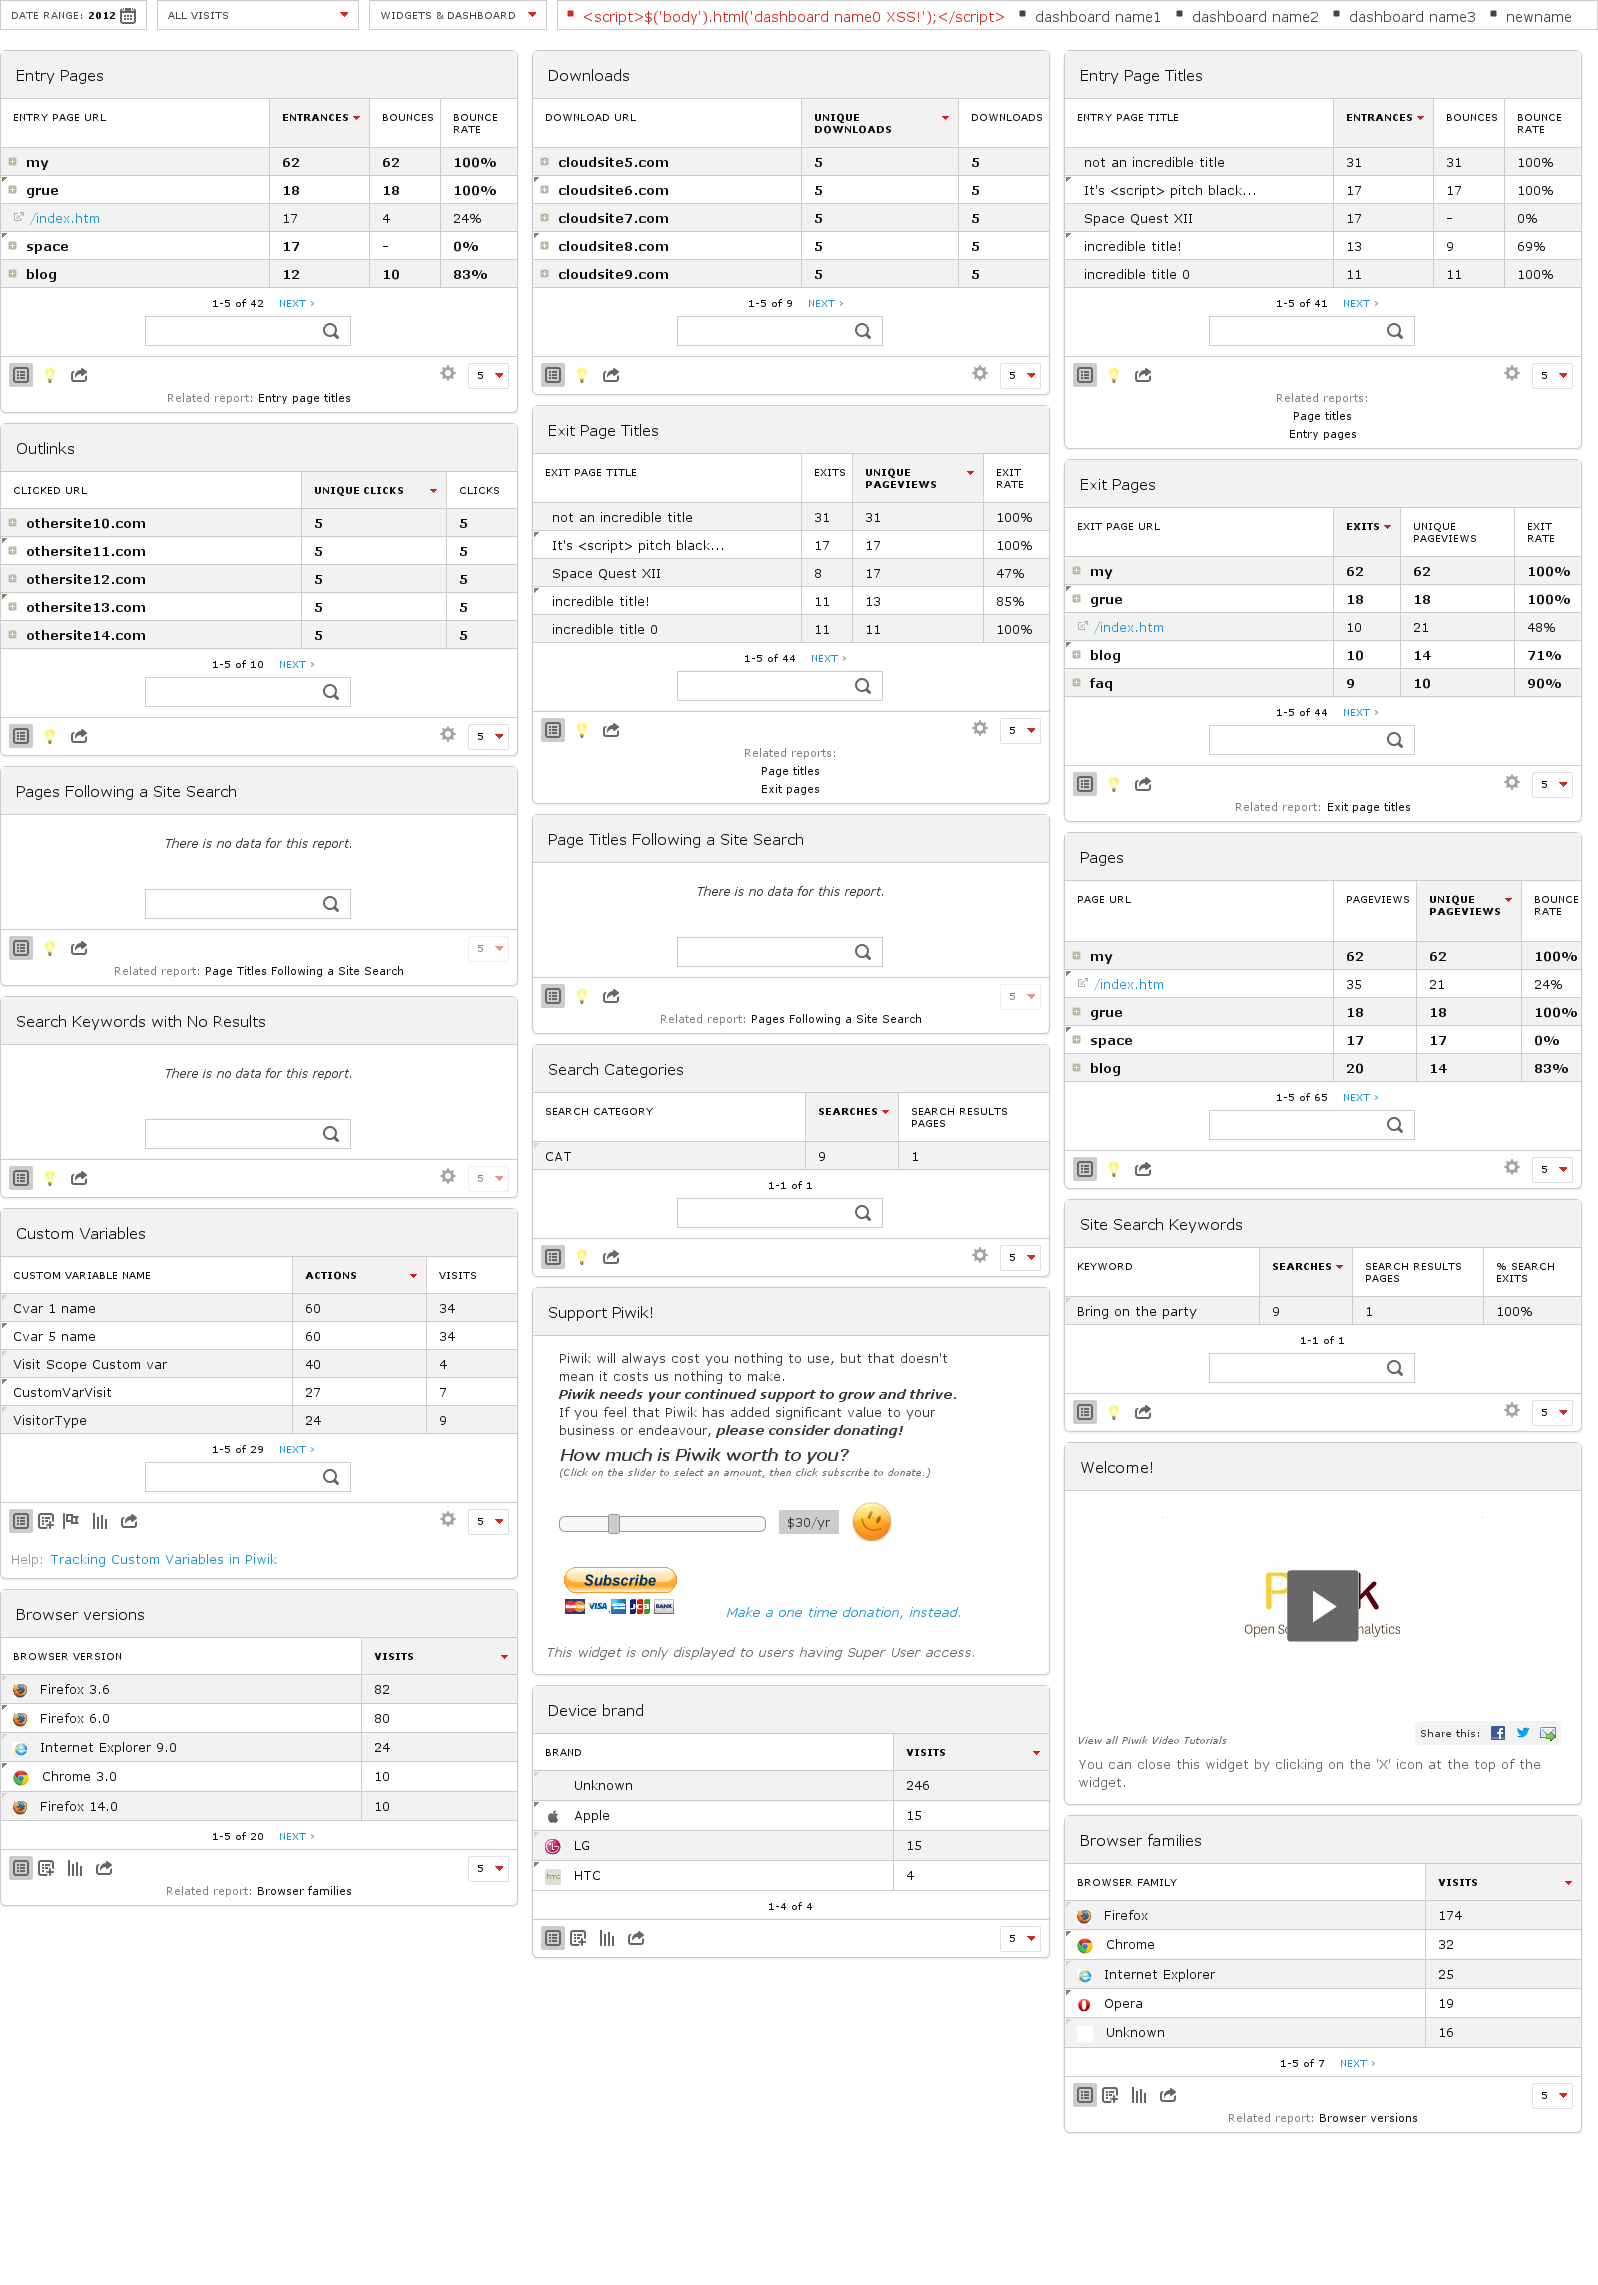 DATE RANGE: 2012 ALL VISITS WIDGETS & DASHBOARD <script>$('body').html('dashboard name0 XSS!');</script> dashboard name1 dashboard name2 dashboard name3 newname
Entry Pages
ENTRY PAGE URL ENTRANCES BOUNCES BOUNCE
RATE
my 62 62 100%
grue 18 18 100%
/index.htm 17 4 24%
space 17 - 0%
blog 12 10 83%
1-5 of 42 NEXT ›
5
Related report: Entry page titles
Outlinks
CLICKED URL UNIQUE CLICKS CLICKS
othersite10.com 5 5
othersite11.com 5 5
othersite12.com 5 5
othersite13.com 5 5
othersite14.com 5 5
1-5 of 10 NEXT ›
5
Pages Following a Site Search
There is no data for this report.
5
Related report: Page Titles Following a Site Search
Search Keywords with No Results
There is no data for this report.
5
Custom Variables
CUSTOM VARIABLE NAME ACTIONS VISITS
Cvar 1 name 60 34
Cvar 5 name 60 34
Visit Scope Custom var 40 4
CustomVarVisit 27 7
VisitorType 24 9
1-5 of 29 NEXT ›
5
Help: Tracking Custom Variables in Piwik
Browser versions
BROWSER VERSION VISITS
Firefox 3.6 82
Firefox 6.0 80
Internet Explorer 9.0 24
Chrome 3.0 10
Firefox 14.0 10
1-5 of 20 NEXT ›
5
Related report: Browser families
Downloads
DOWNLOAD URL UNIQUE DOWNLOADS
DOWNLOADS
cloudsite5.com 5 5
cloudsite6.com 5 5
cloudsite7.com 5 5
cloudsite8.com 5 5
cloudsite9.com 5 5
1-5 of 9 NEXT ›
5
Exit Page Titles
EXIT PAGE TITLE EXITS UNIQUE EXIT
PAGEVIEWS RATE
not an incredible title 31 31 100%
It's <script> pitch black... 17 17 100%
Space Quest XII 8 17 47%
incredible title! 11 13 85%
incredible title 0 11 11 100%
1-5 of 44 NEXT ›
5
Related reports:
Page titles
Exit pages
Page Titles Following a Site Search
There is no data for this report.
5
Related report: Pages Following a Site Search
Search Categories
SEARCH CATEGORY SEARCHES SEARCH RESULTS
PAGES
CAT 9 1
1-1 of 1
5
Support Piwik!
Piwik will always cost you nothing to use, but that doesn't
mean it costs us nothing to make.
Piwik needs your continued support to grow and thrive.
If you feel that Piwik has added significant value to your
business or endeavour, please consider donating!
How much is Piwik worth to you?
(Click on the slider to select an amount, then click subscribe to donate.)
$30/yr
Subscribe
MasterCard VISA JCB BANK
Make a one time donation, instead.
This widget is only displayed to users having Super User access.
Device brand
BRAND VISITS
Unknown 246
Apple 15
LG 15
hTC HTC 4
1-4 of 4
5
Entry Page Titles
ENTRY PAGE TITLE ENTRANCES BOUNCES BOUNCE
RATE
not an incredible title 31 31 100%
It's <script> pitch black... 17 17 100%
Space Quest XII 17 - 0%
incredible title! 13 9 69%
incredible title 0 11 11 100%
1-5 of 41 NEXT ›
5
Related reports:
Page titles
Entry pages
Exit Pages
EXIT PAGE URL EXITS UNIQUE EXIT
PAGEVIEWS RATE
my 62 62 100%
grue 18 18 100%
/index.htm 10 21 48%
blog 10 14 71%
faq 9 10 90%
1-5 of 44 NEXT ›
5
Related report: Exit page titles
Pages
PAGE URL PAGEVIEWS UNIQUE BOUNCE
PAGEVIEWS RATE
my 62 62 100%
/index.htm 35 21 24%
grue 18 18 100%
space 17 17 0%
blog 20 14 83%
1-5 of 65 NEXT ›
5
Site Search Keywords
KEYWORD SEARCHES SEARCH RESULTS % SEARCH
PAGES EXITS
Bring on the party 9 1 100%
1-1 of 1
5
Welcome!
P k
Open S nalytics
View all Piwik Video Tutorials Share this:
You can close this widget by clicking on the 'X' icon at the top of the
widget.
Browser families
BROWSER FAMILY VISITS
Firefox 174
Chrome 32
Internet Explorer 25
Opera 19
Unknown 16
1-5 of 7 NEXT ›
5
Related report: Browser versions